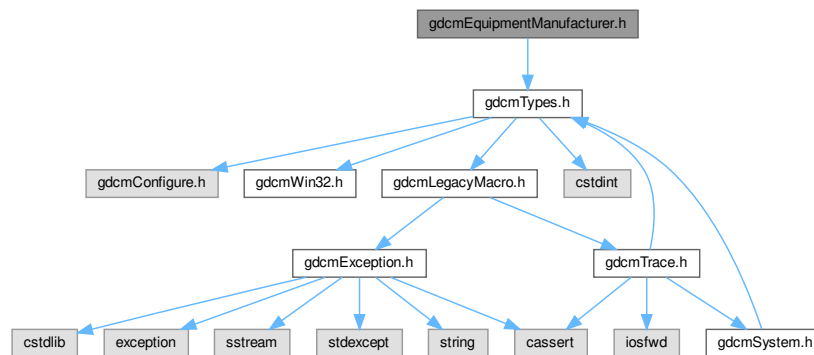 gdcmEquipmentManufacturer.h
gdcmTypes.h
gdcmConfigure.h
gdcmWin32.h
gdcmLegacyMacro.h
cstdint
gdcmException.h
gdcmTrace.h
cstdlib
exception
sstream
stdexcept
string
cassert
iosfwd
gdcmSystem.h